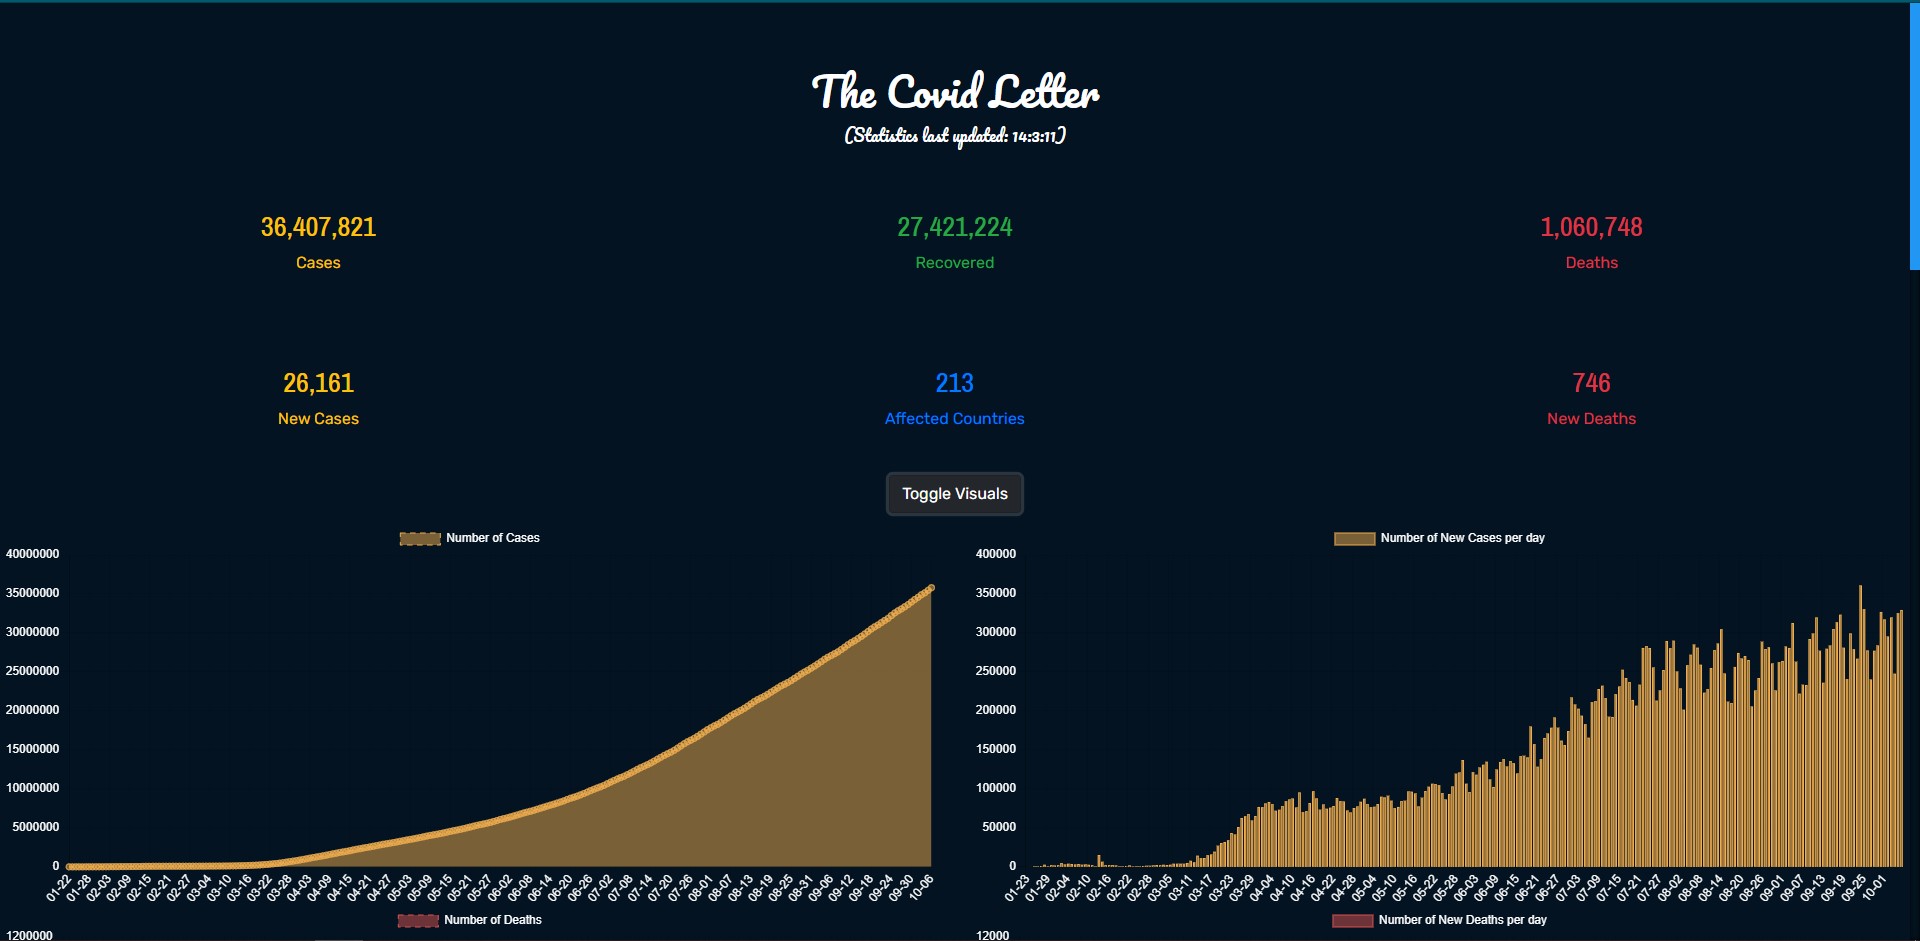 The Covid Letter
(Statistics last updated: 14:3:11)
36,407,821
Cases
27,421,224
Recovered
1,060,748
Deaths
26,161
New Cases
213
Affected Countries
746
New Deaths
Toggle Visuals
Number of Cases
40000000
35000000
30000000
25000000
20000000
15000000
10000000
5000000
0
01-22 01-28 02-03 02-09 02-15 02-21 02-27 03-04 03-10 03-16 03-22 03-28 04-03 04-09 04-15 04-21 04-27 05-03 05-09 05-15 05-21 05-27 06-02 06-08 06-14 06-20 06-26 07-02 07-08 07-14 07-20 07-26 08-01 08-07 08-13 08-19 08-25 08-31 09-06 09-12 09-18 09-24 09-30 10-06
Number of New Cases per day
400000
350000
300000
250000
200000
150000
100000
50000
0
01-23 01-29 02-04 02-10 02-16 02-22 02-28 03-05 03-11 03-17 03-23 03-29 04-04 04-10 04-16 04-22 04-28 05-04 05-10 05-16 05-22 05-28 06-03 06-09 06-15 06-21 06-27 07-03 07-09 07-15 07-21 07-27 08-02 08-08 08-14 08-20 08-26 09-01 09-07 09-13 09-19 09-25 10-01
Number of Deaths
1200000
Number of New Deaths per day
12000